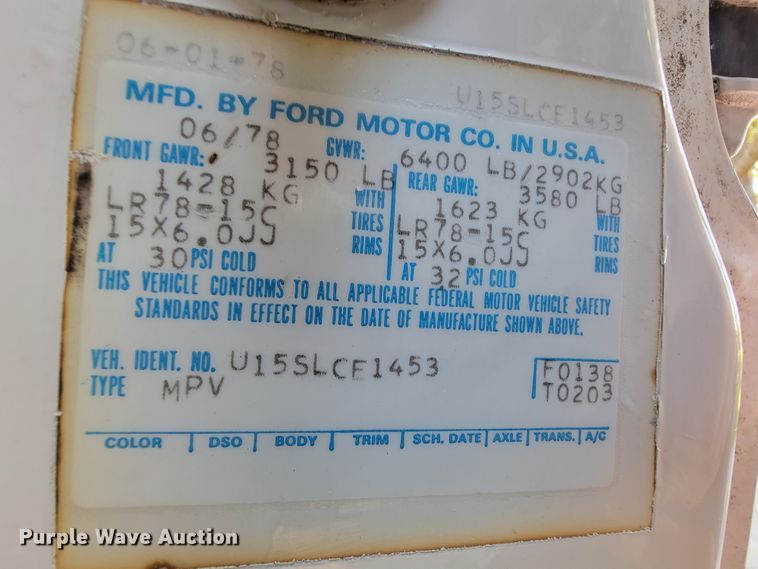 06-01-78
U15SLCE1453
MFD. BY FORD MOTOR CO. IN U.S.A.
06/78 GVWR: 6400 LB/2902KG
FRONT GAWR: 3150 LB REAR GAWR: 3580 LB
1428 KG WITH 1623 KG WITH
LR78-15C TIRES LR78-15C TIRES
15X6.0JJ RIMS 15X6.0JJ RIMS
AT 30 PSI COLD AT 32 PSI COLD
THIS VEHICLE CONFORMS TO ALL APPLICABLE FEDERAL MOTOR VEHICLE SAFETY
STANDARDS IN EFFECT ON THE DATE OF MANUFACTURE SHOWN ABOVE.
VEH. IDENT. NO. U15SLCE1453
TYPE MPV
F0138
T0203
COLOR DSO BODY TRIM SCH. DATE AXLE TRANS. A/C
Purple Wave Auction